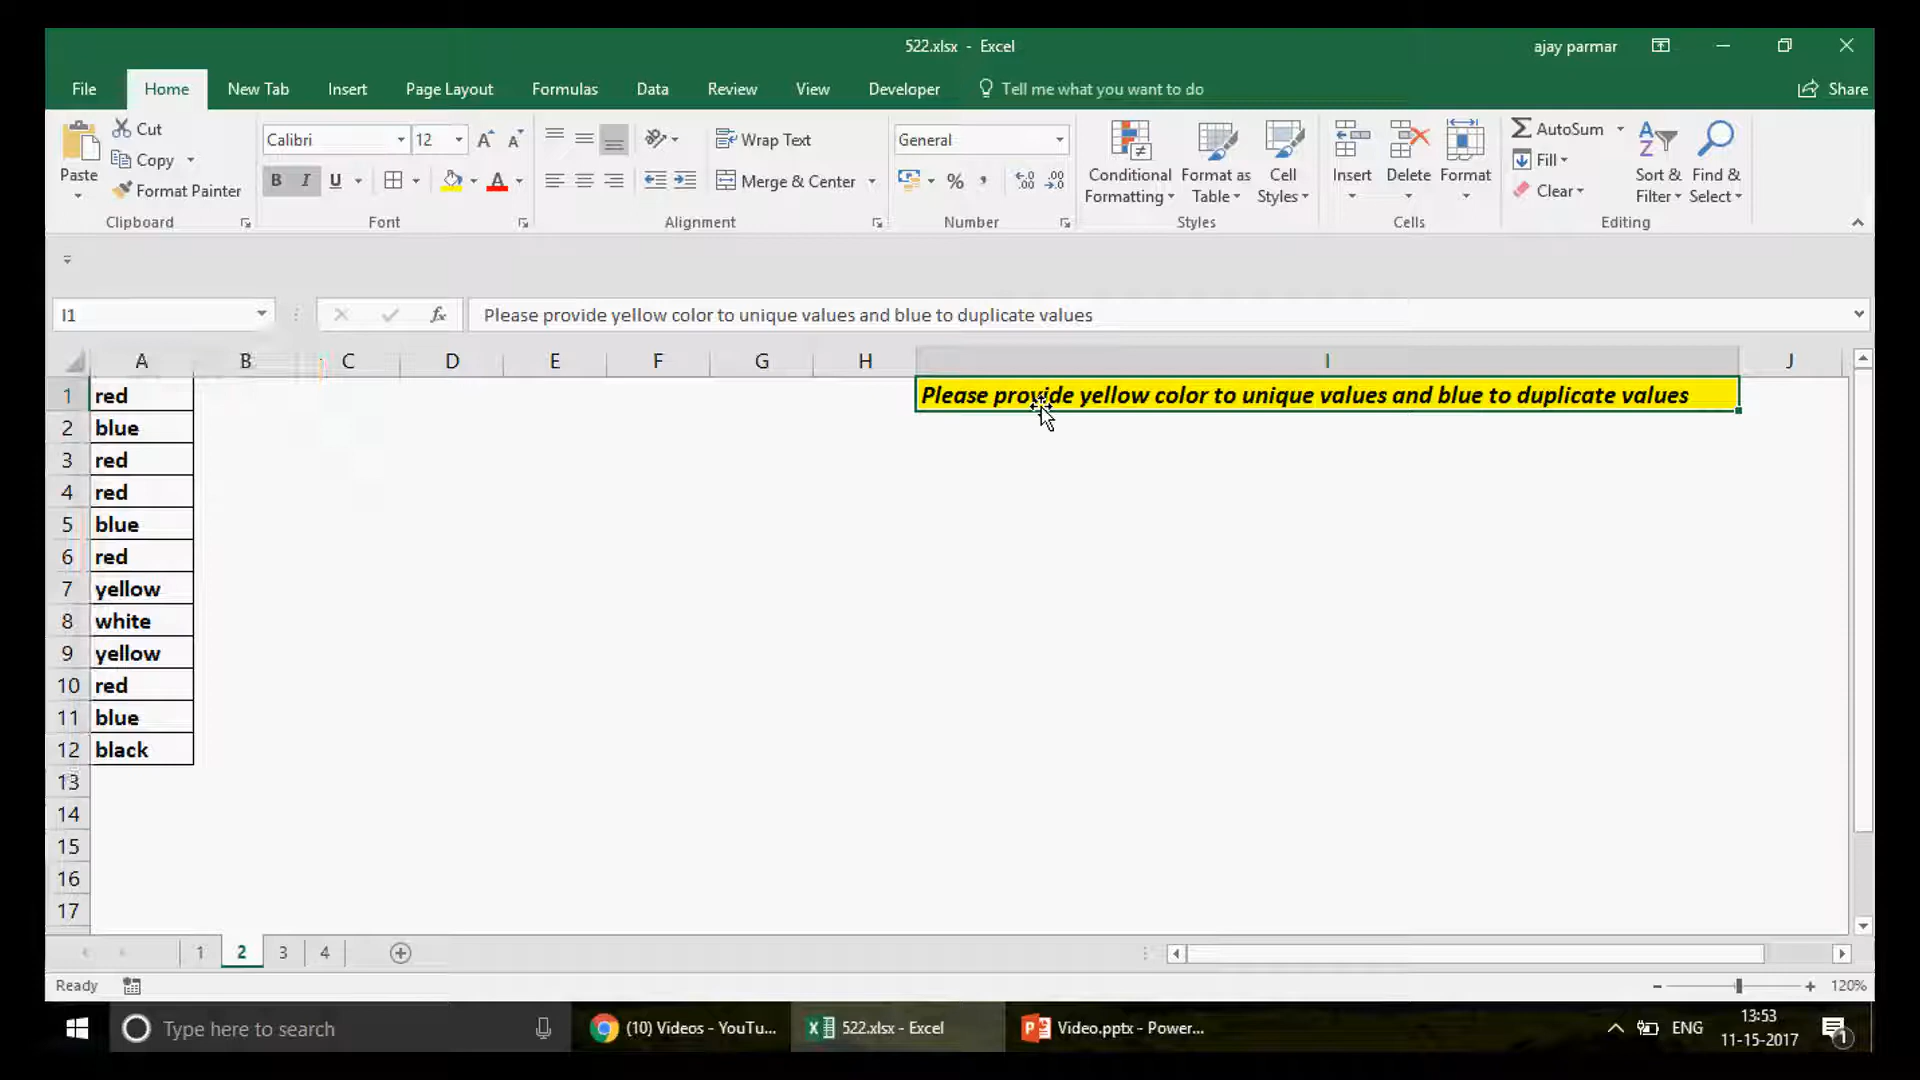 522.xlsx - Excel
ajay parmar
File Home New Tab Insert Page Layout Formulas Data Review View Developer Tell me what you want to do Share
Paste
Cut
Copy
Format Painter
Clipboard
Calibri 12
B I U
Font
Wrap Text
Merge & Center
Alignment
General
%
Number
Conditional Formatting
Format as Table
Cell Styles
Styles
Insert
Delete
Format
Cells
AutoSum
Fill
Clear
Sort & Filter
Find & Select
Editing
I1
fx
Please provide yellow color to unique values and blue to duplicate values
A B C D E F G H I J
1 red Please provide yellow color to unique values and blue to duplicate values
2 blue
3 red
4 red
5 blue
6 red
7 yellow
8 white
9 yellow
10 red
11 blue
12 black
13
14
15
16
17
1 2 3 4
Ready
120%
Type here to search
(10) Videos - YouTu...
522.xlsx - Excel
Video.pptx - Power...
ENG
13:53
11-15-2017
1